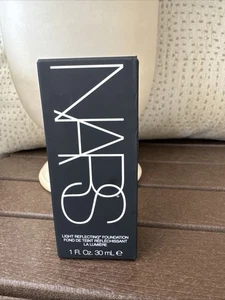 NARS
LIGHT REFLECTING™ FOUNDATION
FOND DE TEINT RÉFLÉCHISSANT
LA LUMIÈRE
1 Fl. Oz. 30 mL ℮